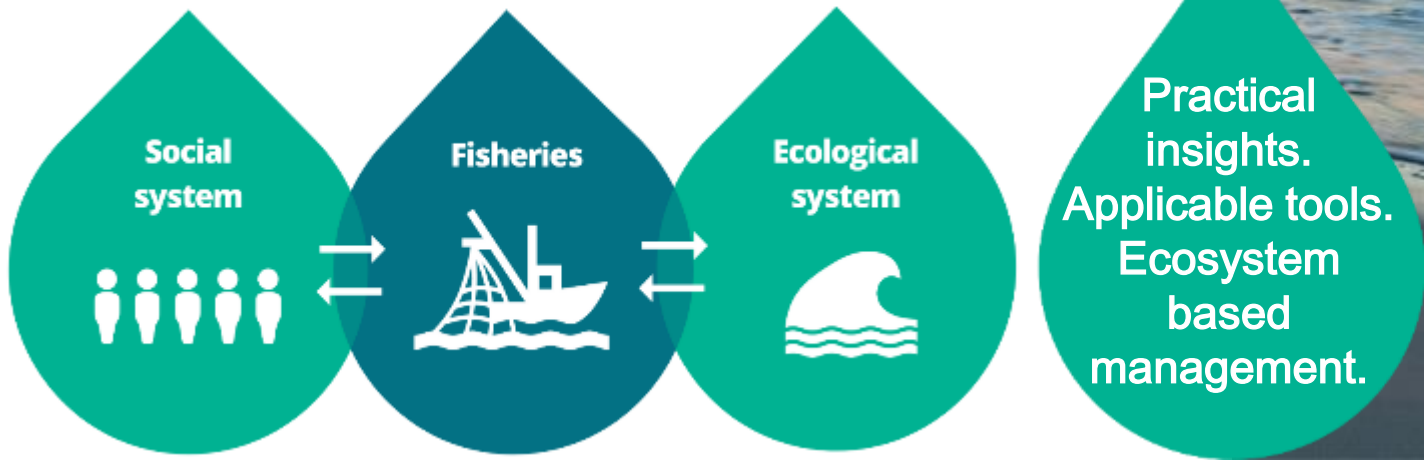 Social
system
Fisheries
Ecological
system
Practical
insights.
Applicable tools.
Ecosystem
based
management.